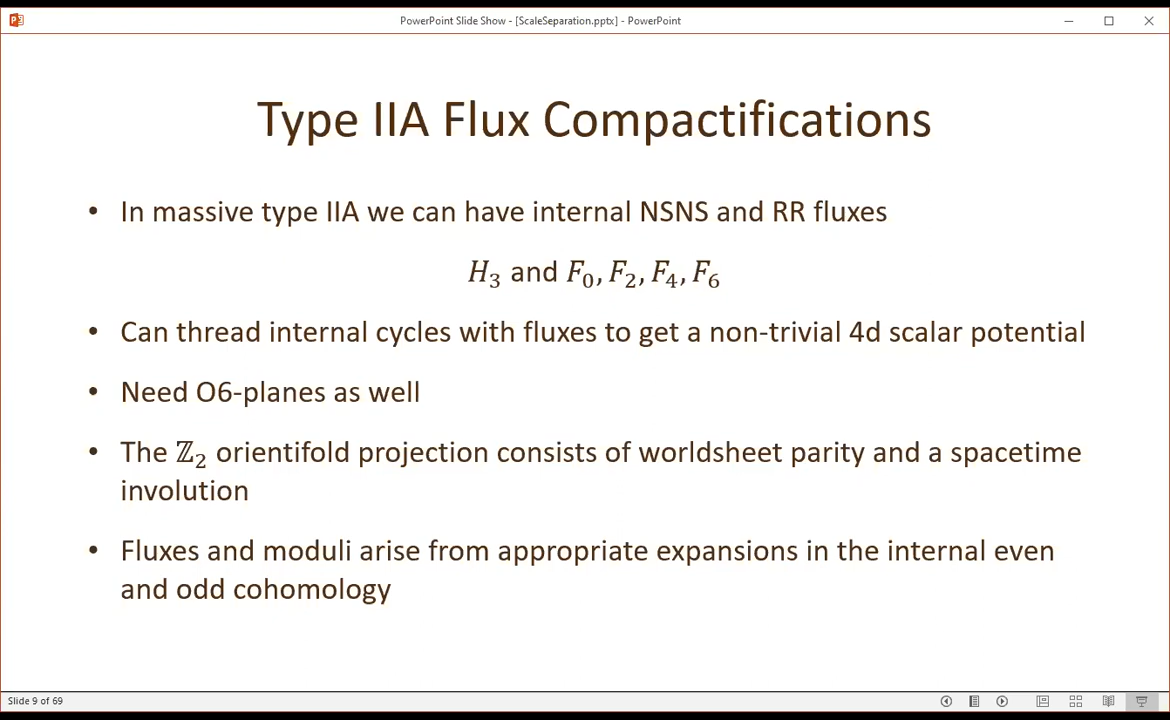 PowerPoint Slide Show - [ScaleSeparation.pptx] - PowerPoint
Type IIA Flux Compactifications
• In massive type IIA we can have internal NSNS and RR fluxes
H₃ and F₀, F₂, F₄, F₆
• Can thread internal cycles with fluxes to get a non-trivial 4d scalar potential
• Need O6-planes as well
• The ℤ₂ orientifold projection consists of worldsheet parity and a spacetime
involution
• Fluxes and moduli arise from appropriate expansions in the internal even
and odd cohomology
Slide 9 of 69